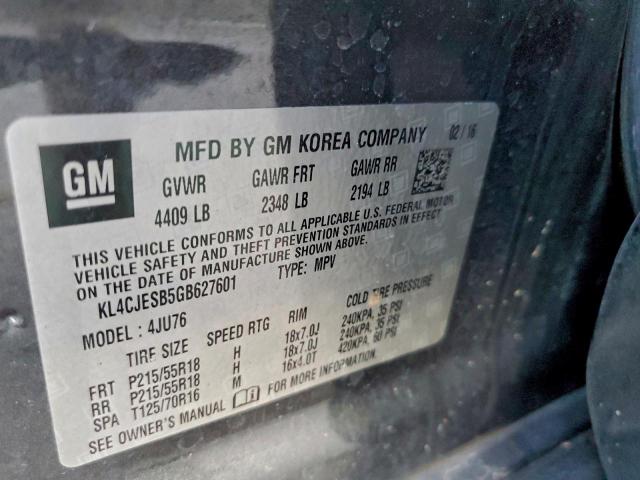 GM
MFD BY GM KOREA COMPANY 02/16
GVWR GAWR FRT GAWR RR
4409 LB 2348 LB 2194 LB
THIS VEHICLE CONFORMS TO ALL APPLICABLE U.S. FEDERAL MOTOR
VEHICLE SAFETY AND THEFT PREVENTION STANDARDS IN EFFECT
ON THE DATE OF MANUFACTURE SHOWN ABOVE.
KL4CJESB5GB627601 TYPE: MPV
MODEL: 4JU76
TIRE SIZE SPEED RTG RIM COLD TIRE PRESSURE
FRT P215/55R18 H 18x7.0J 240KPA, 35 PSI
RR P215/55R18 H 18x7.0J 240KPA, 35 PSI
SPA T125/70R16 M 16x4.0T 420KPA, 60 PSI
SEE OWNER'S MANUAL FOR MORE INFORMATION.